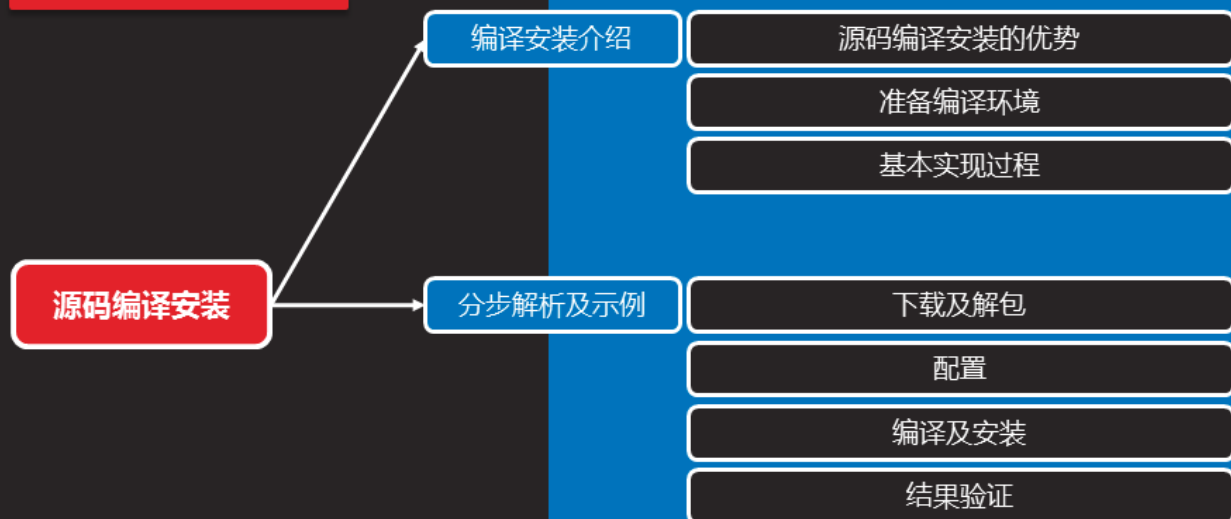 编译安装介绍
源码编译安装的优势
准备编译环境
基本实现过程
源码编译安装
分步解析及示例
下载及解包
配置
编译及安装
结果验证